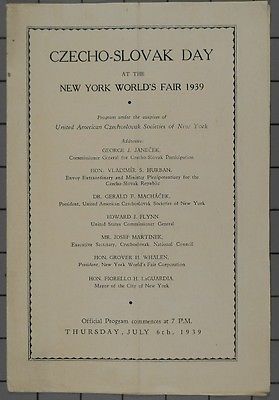 CZECHO-SLOVAK DAY
AT THE
NEW YORK WORLD'S FAIR 1939
Program under the auspices of
United American Czechoslovak Societies of New York
Addresses:
GEORGE J. JANEČEK,
Commissioner General for Czecho-Slovak Participation
HON. VLADIMÍR S. HURBAN,
Envoy Extraordinary and Minister Plenipotentiary for the
Czecho-Slovak Republic
DR. GERALD F. MACHÁČEK,
President, United American Czechoslovak Societies of New York
EDWARD J. FLYNN
United States Commissioner General
MR. JOSEF MARTINEK,
Executive Secretary, Czechoslovak National Council
HON. GROVER H. WHALEN,
President, New York World's Fair Corporation
HON. FIORELLO H. LaGUARDIA,
Mayor of the City of New York
Official Program commences at 7 P.M.
THURSDAY, JULY 6th, 1939